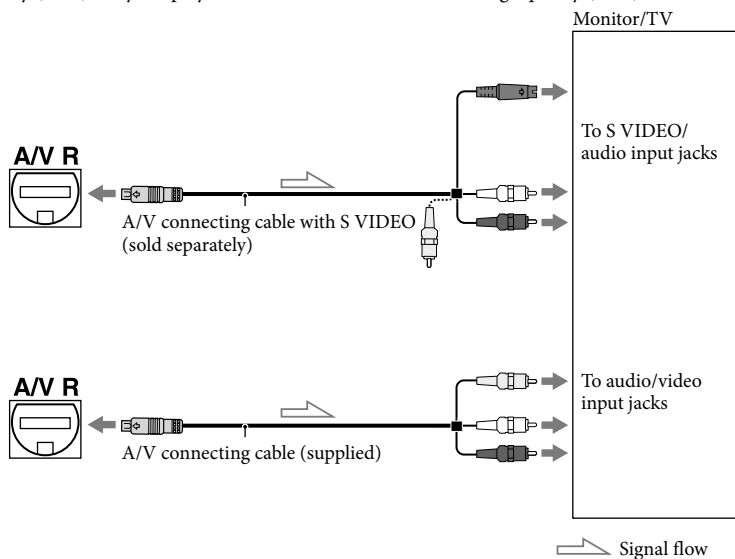 Monitor/TV
To S VIDEO/
audio input jacks
A/V R
A/V connecting cable with S VIDEO
(sold separately)
To audio/video
input jacks
A/V R
A/V connecting cable (supplied)
Signal flow